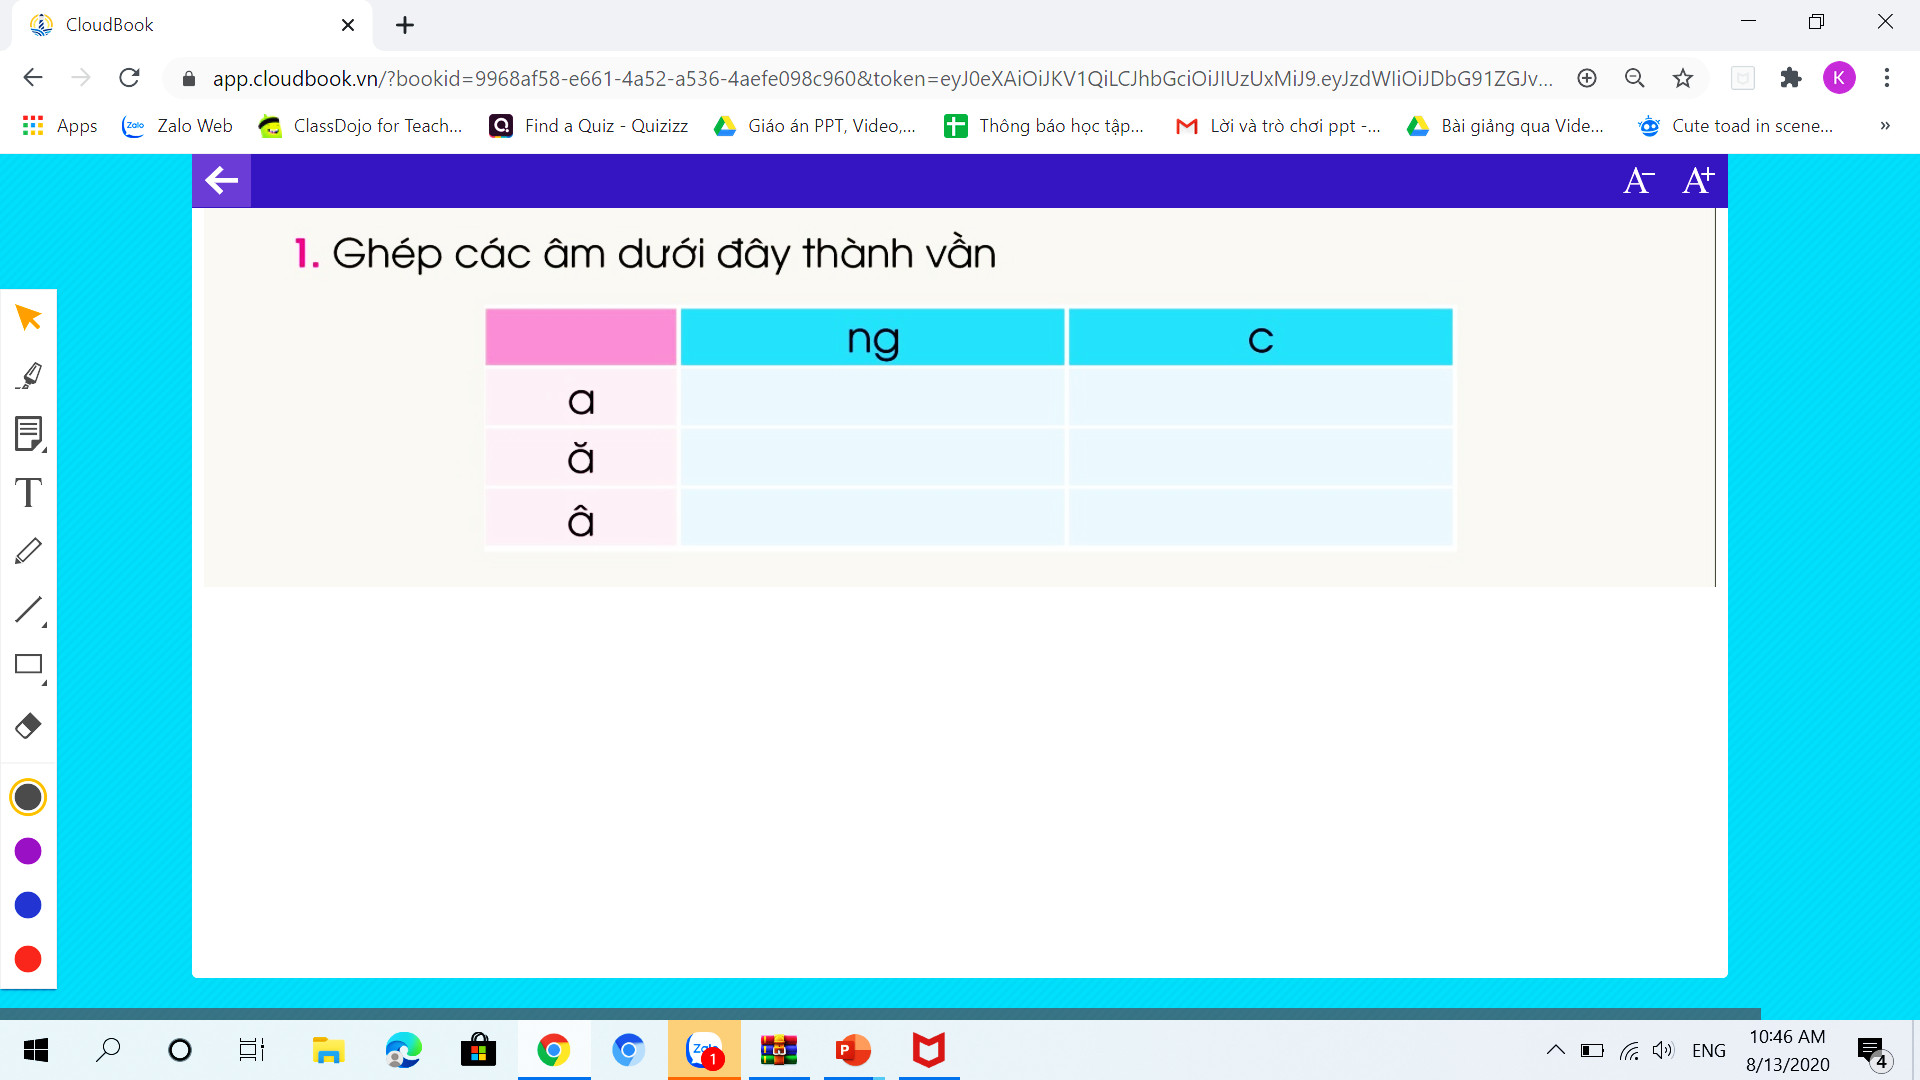 CloudBook
app.cloudbook.vn/?bookid=9968af58-e661-4a52-a536-4aefe098c960&token=eyJ0eXAiOiJKV1QiLCJhbGciOiJIUzUxMiJ9.eyJzdWIiOiJDbG91ZGJv...
K
Apps Zalo Web ClassDojo for Teach... Find a Quiz - Quizizz Giáo án PPT, Video,... Thông báo học tập... Lời và trò chơi ppt -... Bài giảng qua Vide... Cute toad in scene... »
A- A+
1. Ghép các âm dưới đây thành vần
ng c
a
ă
â
T
10:46 AM
ENG
8/13/2020
1
4